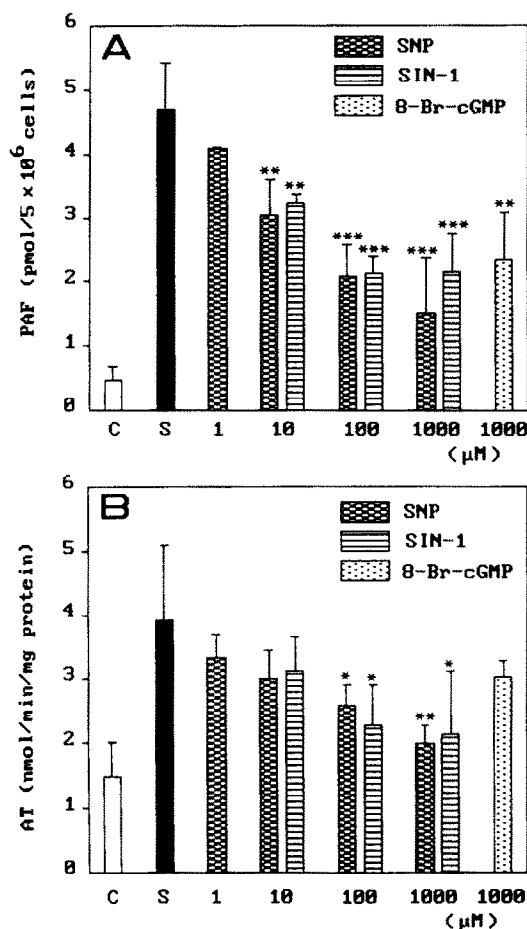 A
SNP
SIN-1
8-Br-cGMP
PAF (pmol/5 × 10⁶ cells)
6
5
4
3
2
1
0
** **
*** ***
*** ***
**
C S 1 10 100 1000 1000
(μM)
B
SNP
SIN-1
8-Br-cGMP
AT (nmol/min/mg protein)
6
5
4
3
2
1
0
* *
** *
C S 1 10 100 1000 1000
(μM)